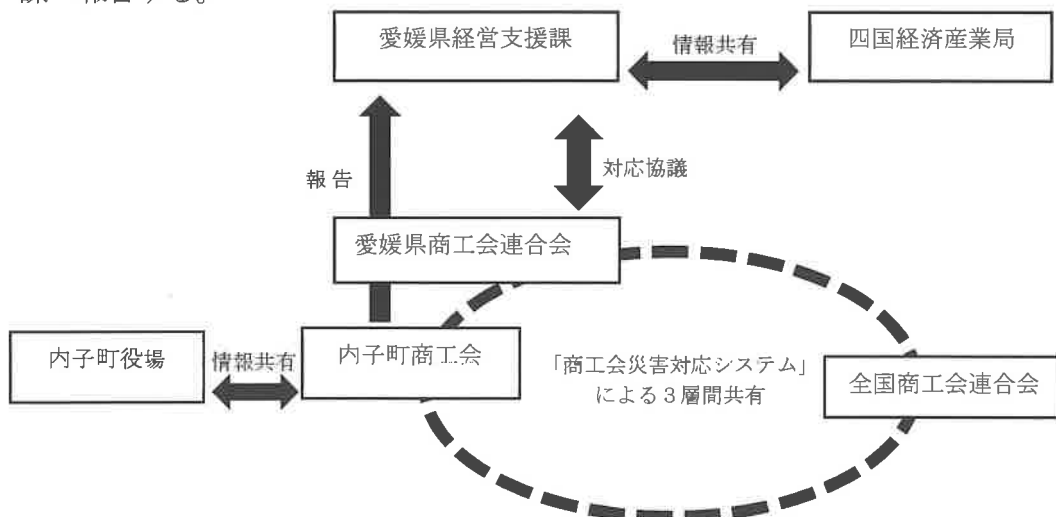 報告する。
愛媛県経営支援課
情報共有
四国経済産業局
報告
対応協議
愛媛県商工会連合会
内子町役場
情報共有
内子町商工会
「商工会災害対応システム」
による3層間共有
全国商工会連合会